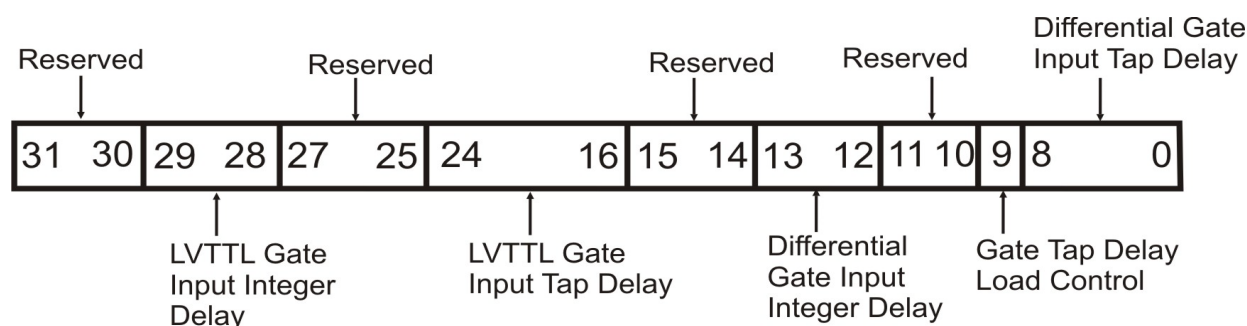 Differential Gate
Input Tap Delay
Reserved
Reserved
Reserved
Reserved
31 30 29 28 27 25 24 16 15 14 13 12 11 10 9 8 0
LVTTL Gate
Input Integer
Delay
LVTTL Gate
Input Tap Delay
Differential
Gate Input
Integer Delay
Gate Tap Delay
Load Control